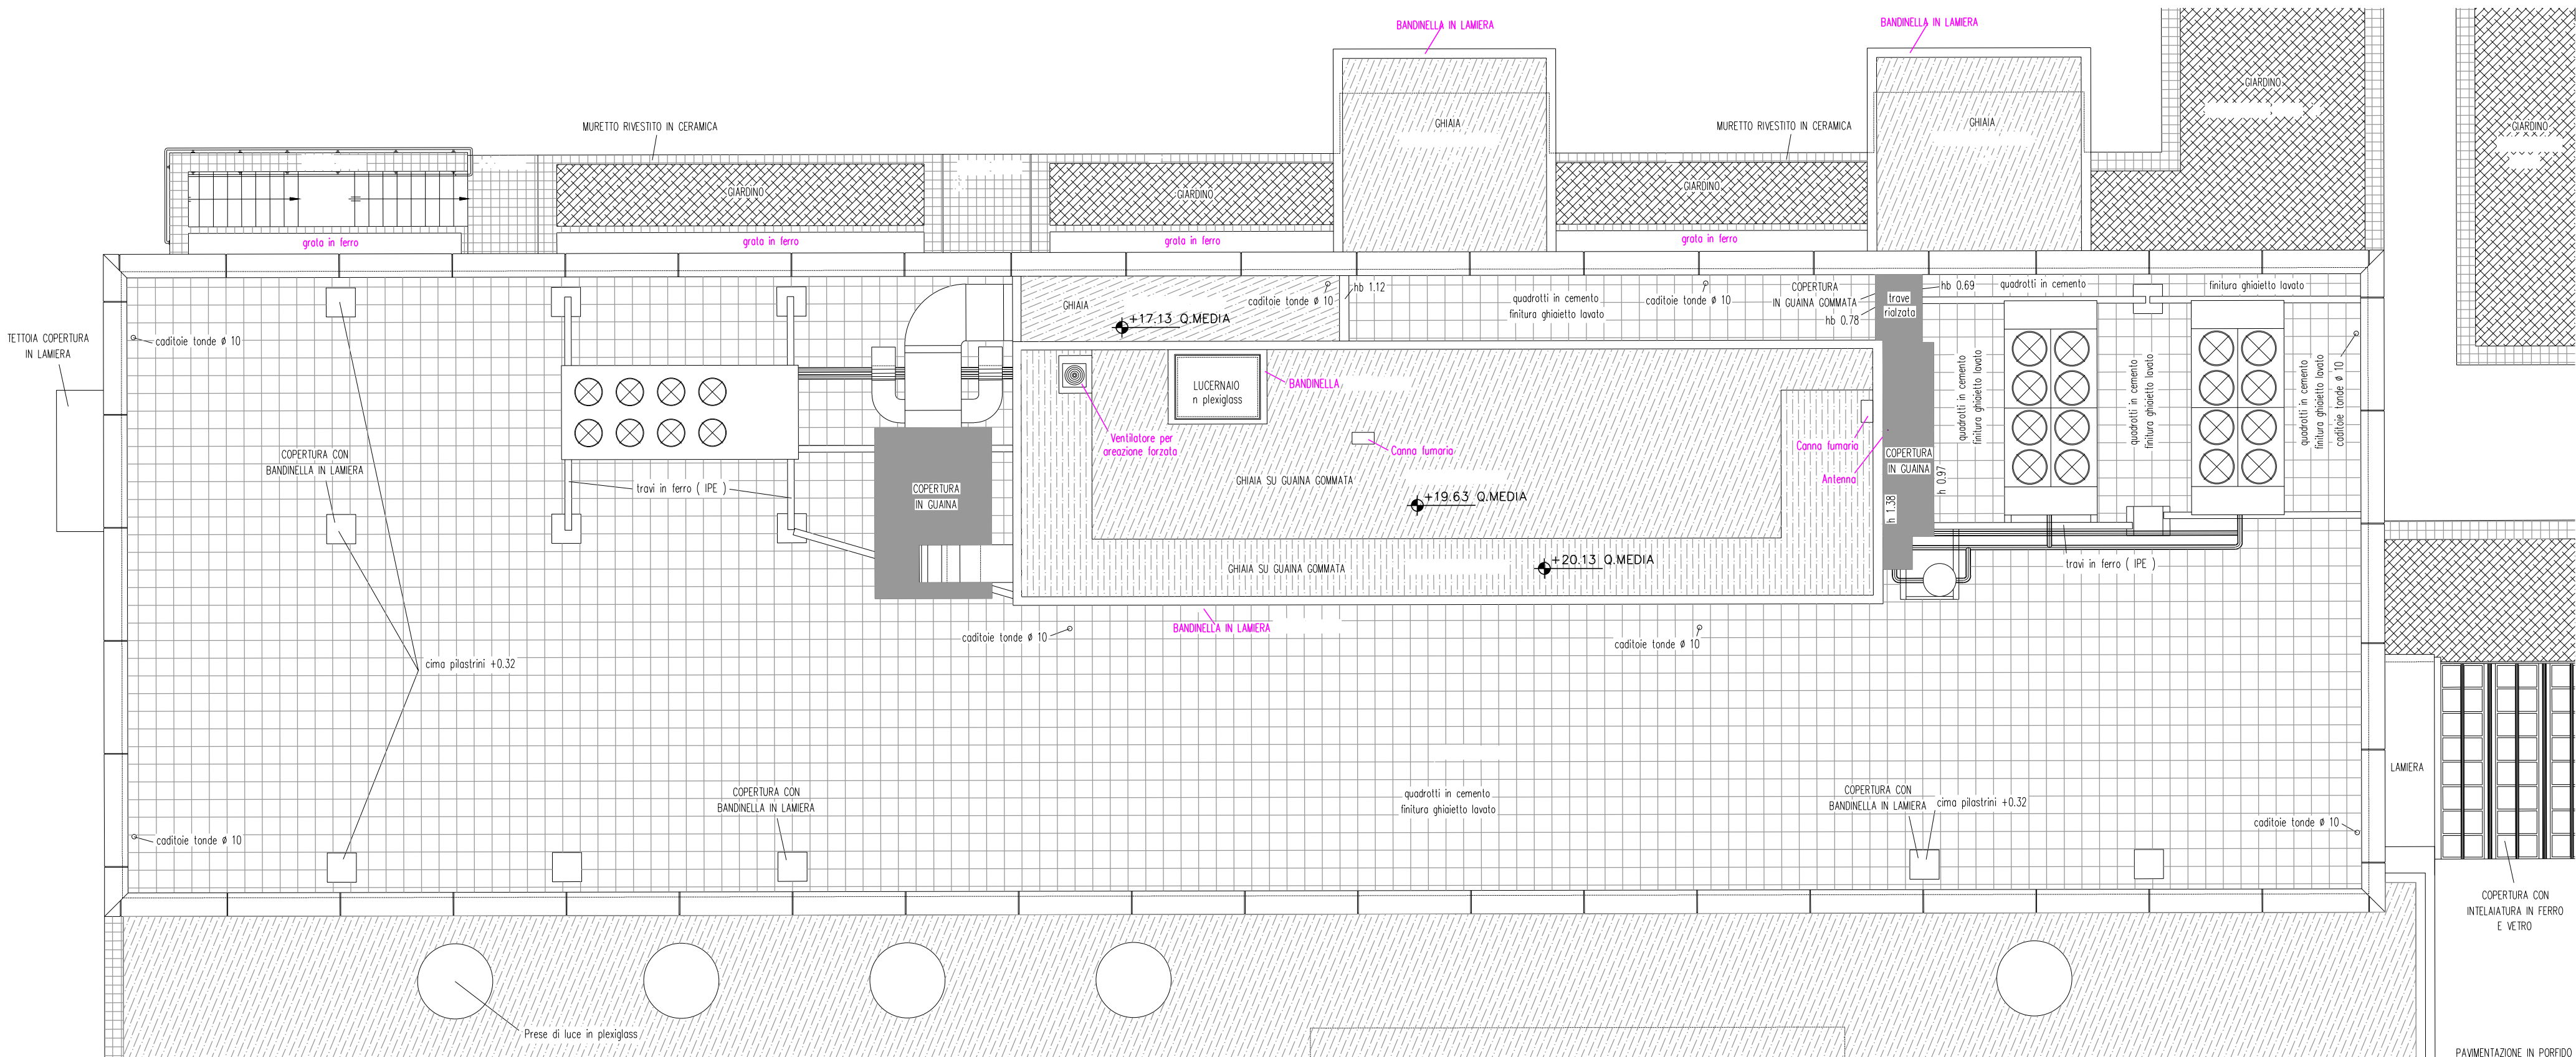 BANDINELLA IN LAMIERA
BANDINELLA IN LAMIERA
GIARDINO
GIARDINO
MURETTO RIVESTITO IN CERAMICA
GHIAIA
MURETTO RIVESTITO IN CERAMICA
GHIAIA
GIARDINO
GIARDINO
GIARDINO
grata in ferro
grata in ferro
grata in ferro
grata in ferro
TETTOIA COPERTURA
IN LAMIERA
caditoie tonde ø 10
GHIAIA
+17.13 Q.MEDIA
caditoie tonde ø 10
hb 1.12
quadrotti in cemento
finitura ghiaietto lavato
caditoie tonde ø 10
COPERTURA
IN GUAINA GOMMATA
hb 0.78
trave
rialzata
hb 0.69
quadrotti in cemento
finitura ghiaietto lavato
LUCERNAIO
n plexiglass
BANDINELLA
Ventilatore per
areazione forzata
Canna fumaria
Canna fumaria
Antenna
quadrotti in cemento
finitura ghiaietto lavato
quadrotti in cemento
finitura ghiaietto lavato
quadrotti in cemento
finitura ghiaietto lavato
caditoie tonde ø 10
COPERTURA CON
BANDINELLA IN LAMIERA
travi in ferro ( IPE )
COPERTURA
IN GUAINA
GHIAIA SU GUAINA GOMMATA
+19.63 Q.MEDIA
COPERTURA
IN GUAINA
h 0.97
h 1.38
GHIAIA SU GUAINA GOMMATA
+20.13 Q.MEDIA
travi in ferro ( IPE )
BANDINELLA IN LAMIERA
caditoie tonde ø 10
caditoie tonde ø 10
cima pilastrini +0.32
LAMIERA
COPERTURA CON
BANDINELLA IN LAMIERA
quadrotti in cemento
finitura ghiaietto lavato
COPERTURA CON
BANDINELLA IN LAMIERA
cima pilastrini +0.32
caditoie tonde ø 10
caditoie tonde ø 10
COPERTURA CON
INTELAIATURA IN FERRO
E VETRO
Prese di luce in plexiglass
PAVIMENTAZIONE IN PORFIDO